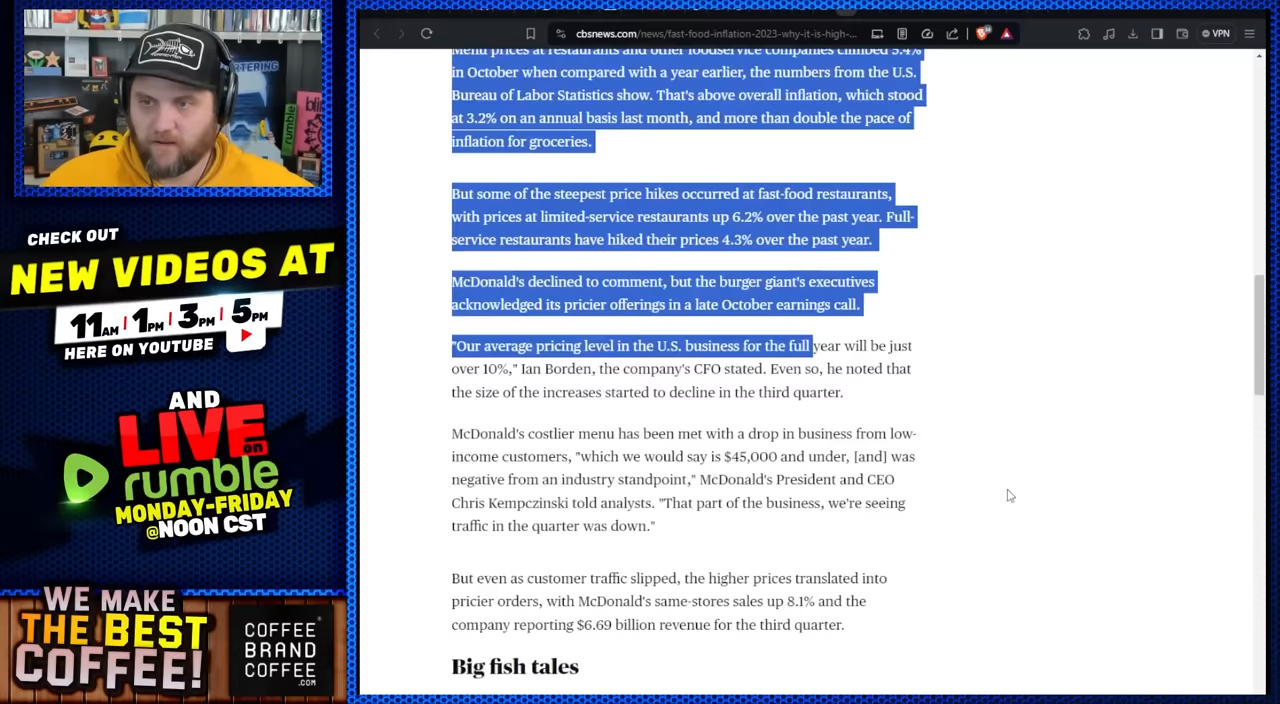 CHECK OUT
NEW VIDEOS AT
11AM | 1PM | 3PM | 5PM
HERE ON YOUTUBE
AND
LIVE on
rumble
MONDAY-FRIDAY
@NOON CST
WE MAKE
THE BEST
COFFEE!
COFFEE
BRAND
COFFEE
.COM
rumble
cbsnews.com/news/fast-food-inflation-2023-why-it-is-high-...
VPN
Menu prices at restaurants and other foodservice companies climbed 5.4%
in October when compared with a year earlier, the numbers from the U.S.
Bureau of Labor Statistics show. That's above overall inflation, which stood
at 3.2% on an annual basis last month, and more than double the pace of
inflation for groceries.
But some of the steepest price hikes occurred at fast-food restaurants,
with prices at limited-service restaurants up 6.2% over the past year. Full-
service restaurants have hiked their prices 4.3% over the past year.
McDonald's declined to comment, but the burger giant's executives
acknowledged its pricier offerings in a late October earnings call.
"Our average pricing level in the U.S. business for the full year will be just
over 10%," Ian Borden, the company's CFO stated. Even so, he noted that
the size of the increases started to decline in the third quarter.
McDonald's costlier menu has been met with a drop in business from low-
income customers, "which we would say is $45,000 and under, [and] was
negative from an industry standpoint," McDonald's President and CEO
Chris Kempczinski told analysts. "That part of the business, we're seeing
traffic in the quarter was down."
But even as customer traffic slipped, the higher prices translated into
pricier orders, with McDonald's same-stores sales up 8.1% and the
company reporting $6.69 billion revenue for the third quarter.
Big fish tales